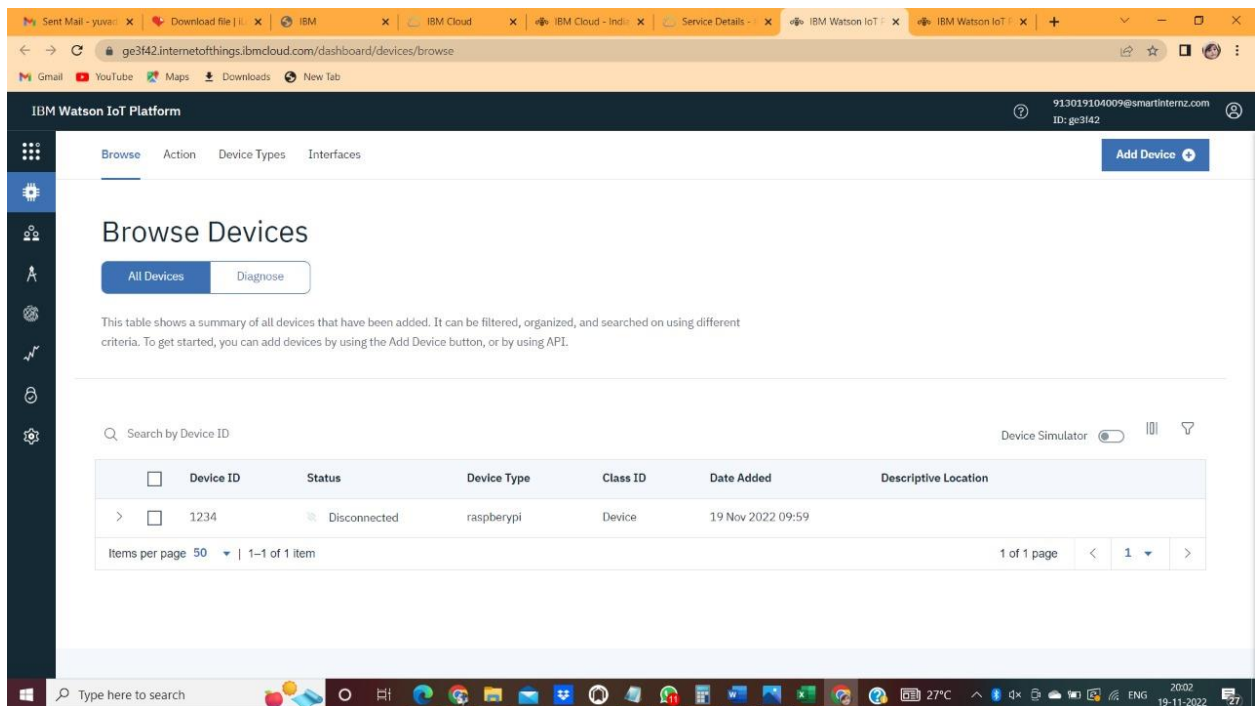 Sent Mail - yuva
Download file | iL
IBM
IBM Cloud
IBM Cloud - Indi
Service Details -
IBM Watson IoT P
IBM Watson IoT P
ge3f42.internetofthings.ibmcloud.com/dashboard/devices/browse
Gmail YouTube Maps Downloads New Tab
IBM Watson IoT Platform
913019104009@smartinternz.com
ID: ge3f42
Browse Action Device Types Interfaces
Add Device
Browse Devices
All Devices Diagnose
This table shows a summary of all devices that have been added. It can be filtered, organized, and searched on using different
criteria. To get started, you can add devices by using the Add Device button, or by using API.
Search by Device ID
Device Simulator
Device ID Status Device Type Class ID Date Added Descriptive Location
1234 Disconnected raspberrypi Device 19 Nov 2022 09:59
Items per page 50 | 1–1 of 1 item
1 of 1 page 1
Type here to search
27°C
ENG
20:02
19-11-2022
27